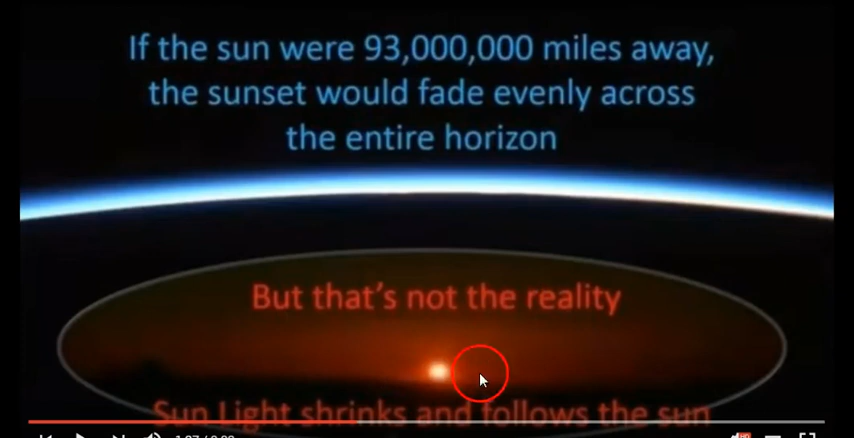 If the sun were 93,000,000 miles away,
the sunset would fade evenly across
the entire horizon
But that's not the reality
Sun Light shrinks and follows the sun
HD